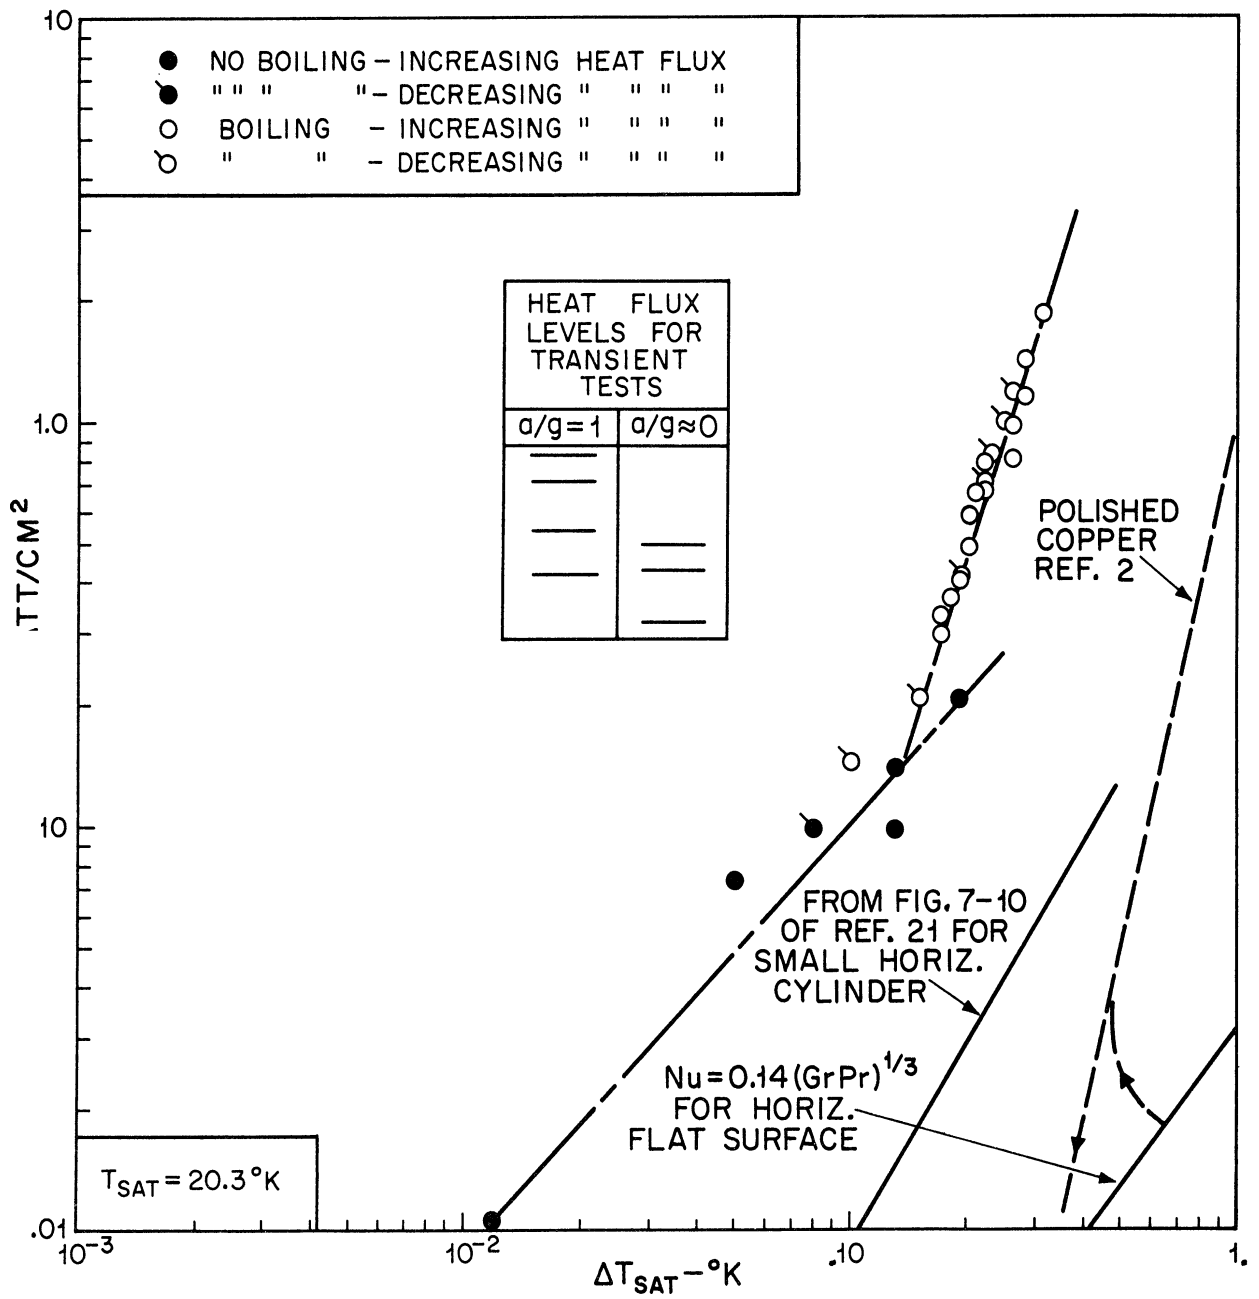 10
● NO BOILING – INCREASING HEAT FLUX
" " " " – DECREASING " " " "
○ BOILING – INCREASING " " " "
" " – DECREASING " " " "
HEAT FLUX
LEVELS FOR
TRANSIENT
TESTS
a/g=1 a/g≈0
1.0
TT/CM²
POLISHED
COPPER
REF. 2
10
FROM FIG. 7–10
OF REF. 21 FOR
SMALL HORIZ.
CYLINDER
Nu=0.14(GrPr)^1/3
FOR HORIZ.
FLAT SURFACE
T_SAT = 20.3°K
.01
10⁻³ 10⁻² .10 1.
ΔT_SAT – °K